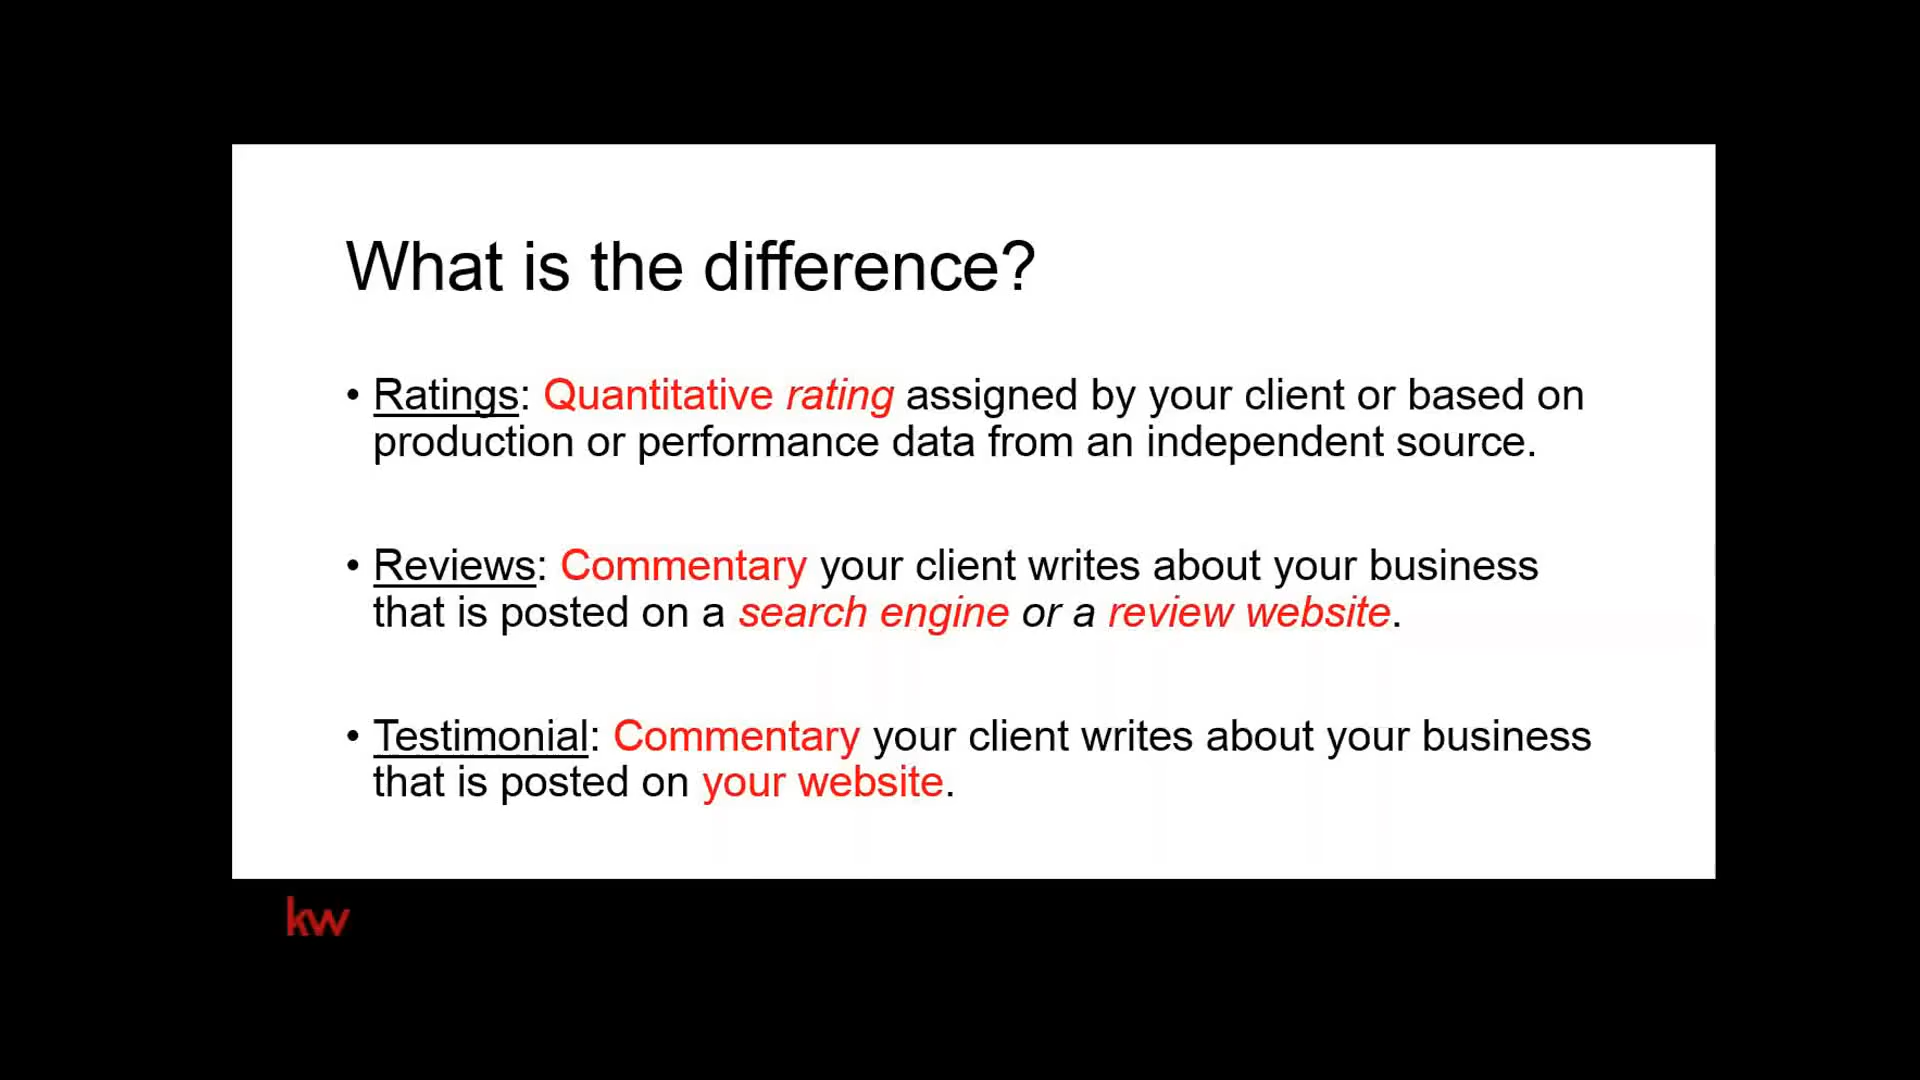 What is the difference?
• Ratings: Quantitative rating assigned by your client or based on
production or performance data from an independent source.
• Reviews: Commentary your client writes about your business
that is posted on a search engine or a review website.
• Testimonial: Commentary your client writes about your business
that is posted on your website.
kw